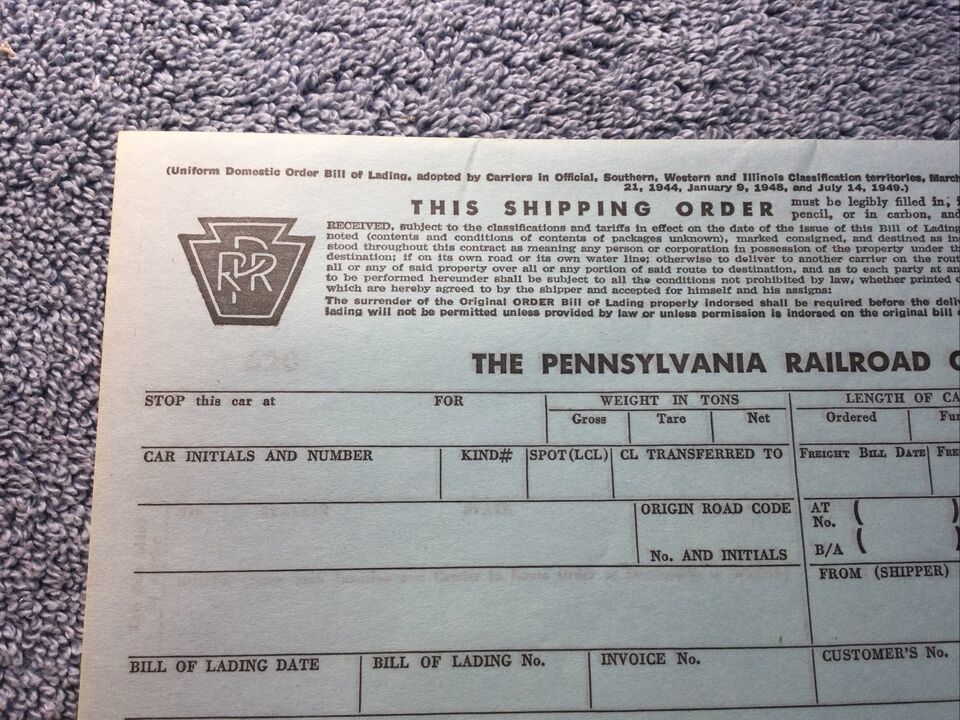 (Uniform Domestic Order Bill of Lading, adopted by Carriers in Official, Southern, Western and Illinois Classification territories, March
21, 1944, January 9, 1948, and July 14, 1949.)
THIS SHIPPING ORDER must be legibly filled in,
pencil, or in carbon, and
PRR
RECEIVED, subject to the classifications and tariffs in effect on the date of the issue of this Bill of Lading
noted (contents and conditions of contents of packages unknown), marked consigned, and destined as in
stood throughout this contract as meaning any person or corporation in possession of the property under th
destination; if on its own road or its own water line; otherwise to deliver to another carrier on the rout
all or any of said property over all or any portion of said route to destination, and as to each party at an
to be performed hereunder shall be subject to all the conditions not prohibited by law, whether printed o
which are hereby agreed to by the shipper and accepted for himself and his assigns:
The surrender of the Original ORDER Bill of Lading properly indorsed shall be required before the deli
lading will not be permitted unless provided by law or unless permission is indorsed on the original bill
THE PENNSYLVANIA RAILROAD C
STOP this car at FOR WEIGHT IN TONS LENGTH OF CA
Gross Tare Net Ordered Fur
CAR INITIALS AND NUMBER KIND# SPOT(LCL) CL TRANSFERRED TO FREIGHT BILL DATE FRE
ORIGIN ROAD CODE AT ( )
No.
No. AND INITIALS B/A (
FROM (SHIPPER)
BILL OF LADING DATE BILL OF LADING No. INVOICE No. CUSTOMER'S No.